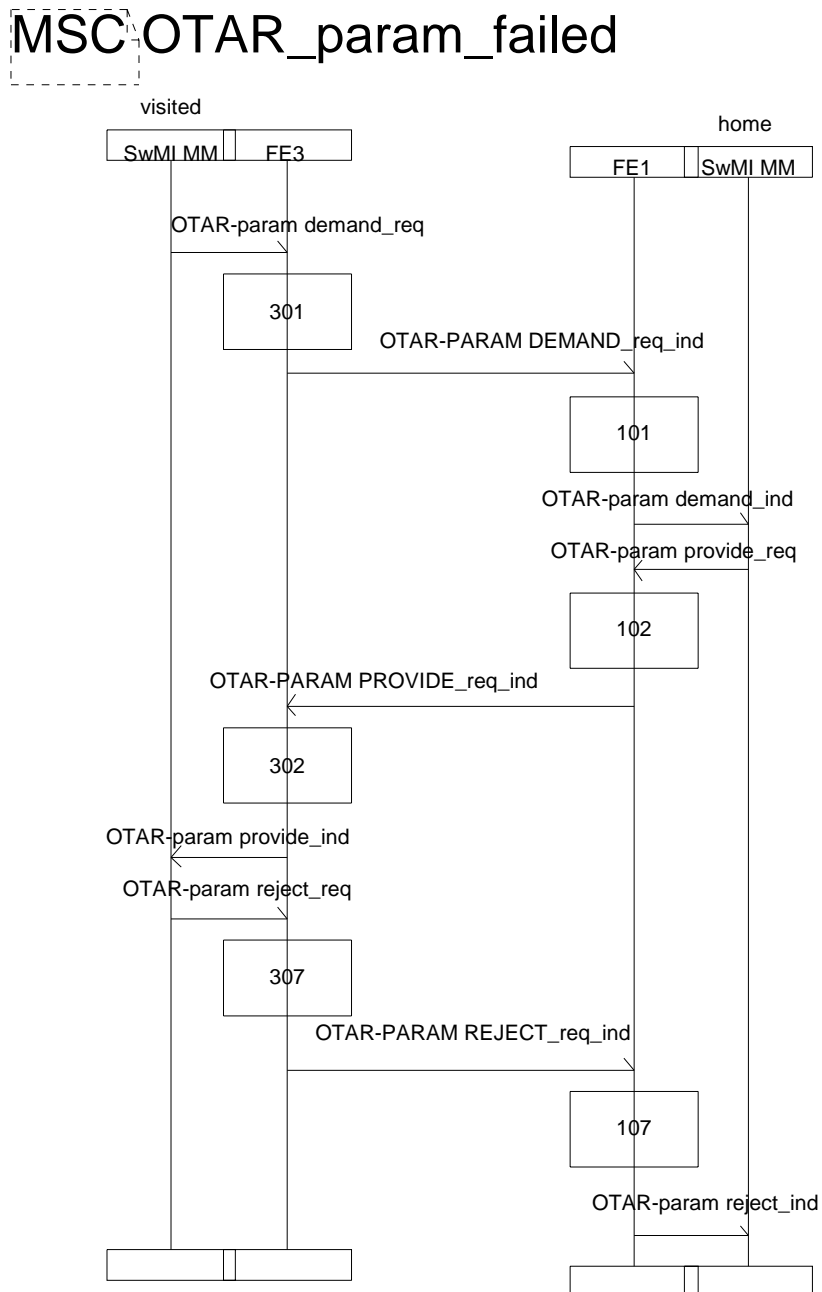 MSC OTAR_param_failed
visited
home
SwMI MM
FE3
FE1
SwMI MM
OTAR-param demand_req
301
OTAR-PARAM DEMAND_req_ind
101
OTAR-param demand_ind
OTAR-param provide_req
102
OTAR-PARAM PROVIDE_req_ind
302
OTAR-param provide_ind
OTAR-param reject_req
307
OTAR-PARAM REJECT_req_ind
107
OTAR-param reject_ind